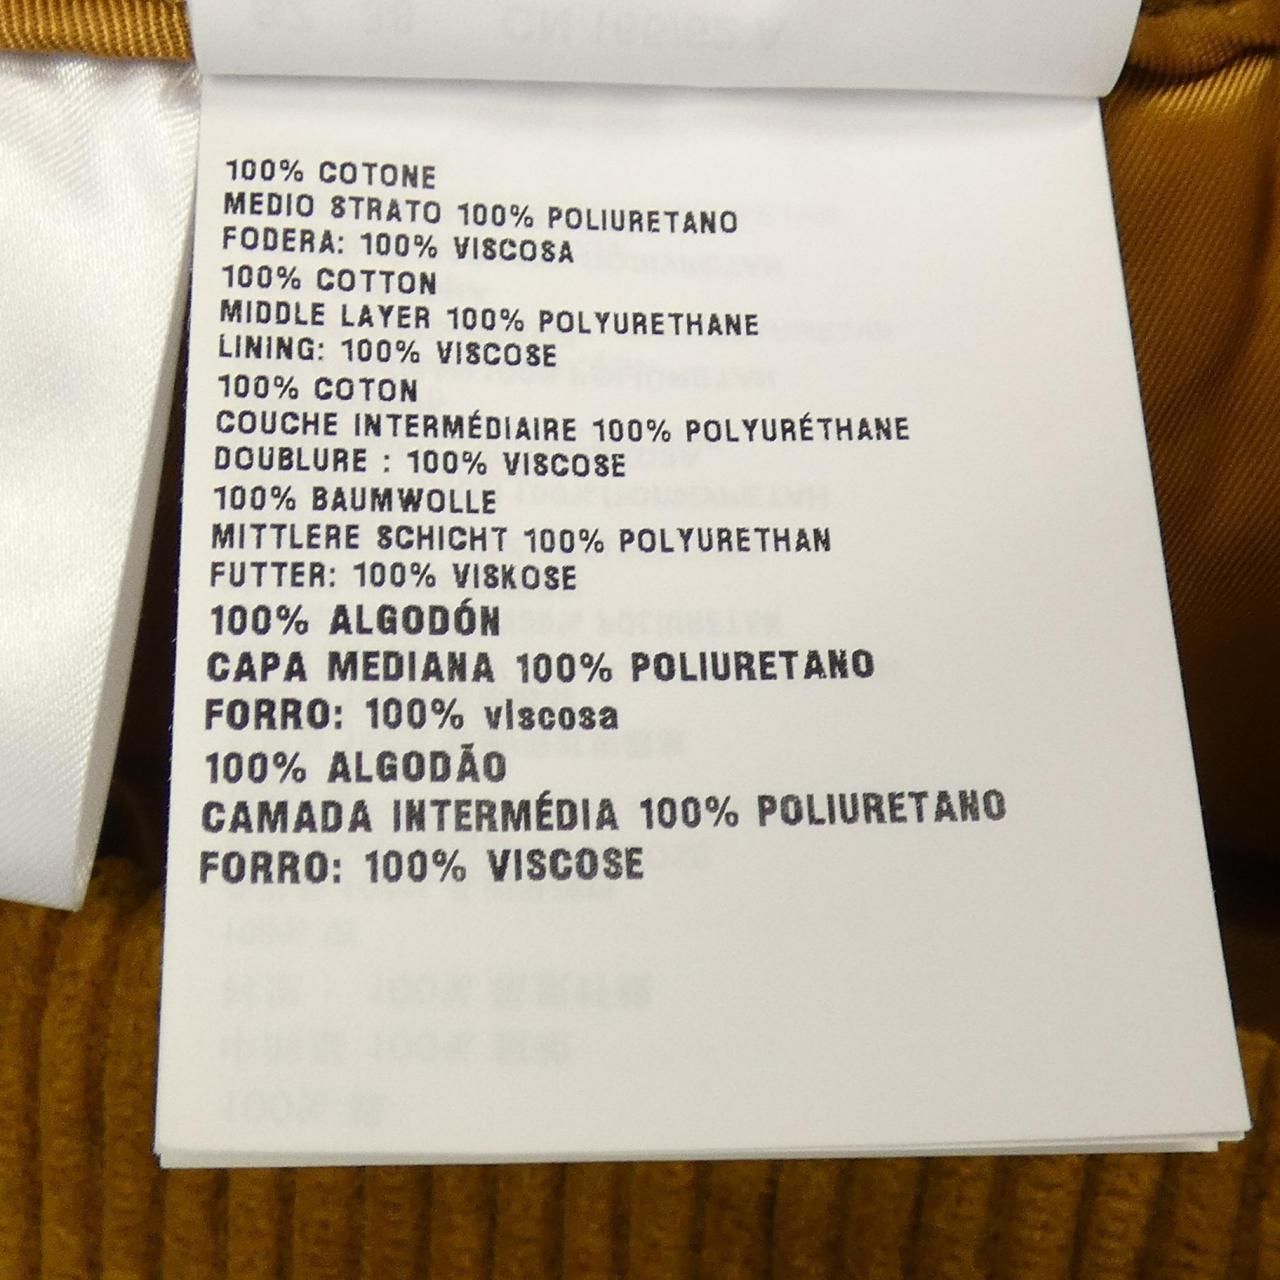 100% COTONE
MEDIO STRATO 100% POLIURETANO
FODERA: 100% VISCOSA
100% COTTON
MIDDLE LAYER 100% POLYURETHANE
LINING: 100% VISCOSE
100% COTON
COUCHE INTERMÉDIAIRE 100% POLYURÉTHANE
DOUBLURE : 100% VISCOSE
100% BAUMWOLLE
MITTLERE SCHICHT 100% POLYURETHAN
FUTTER: 100% VISKOSE
100% ALGODÓN
CAPA MEDIANA 100% POLIURETANO
FORRO: 100% viscosa
100% ALGODÃO
CAMADA INTERMÉDIA 100% POLIURETANO
FORRO: 100% VISCOSE